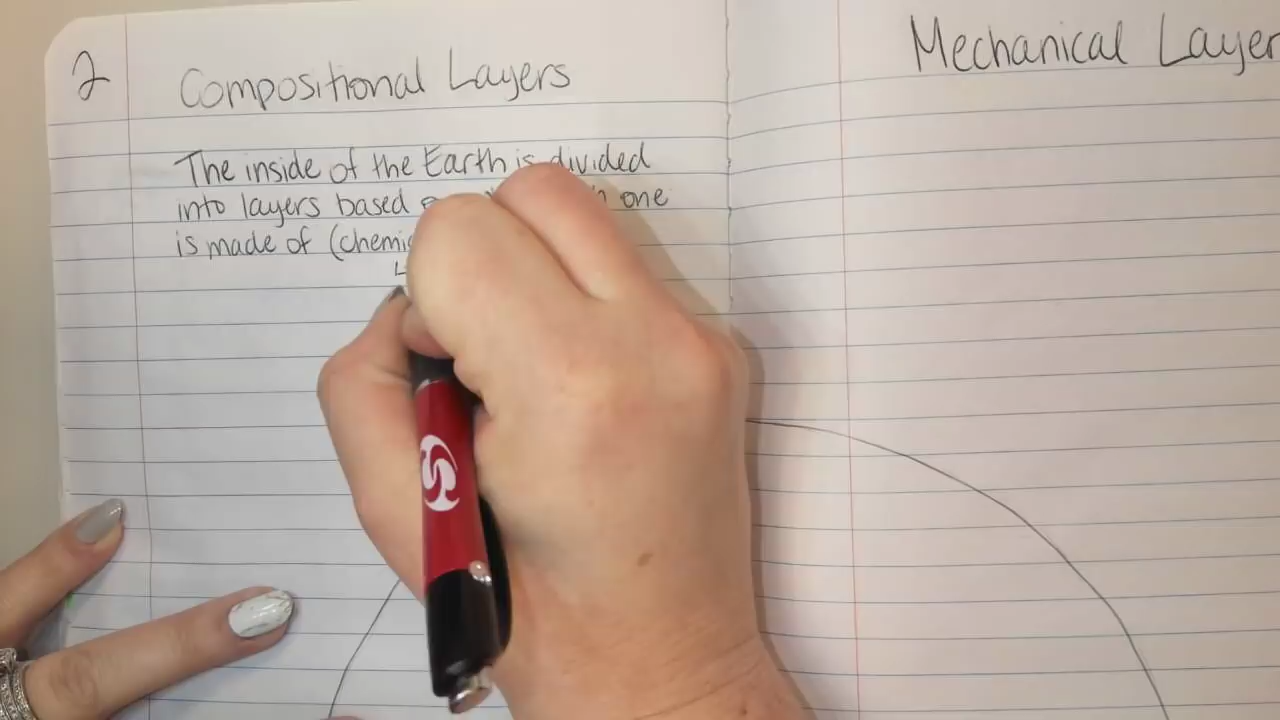 2
Compositional Layers
The inside of the Earth is divided
into layers based one
is made of (chemic
Mechanical Layer
S